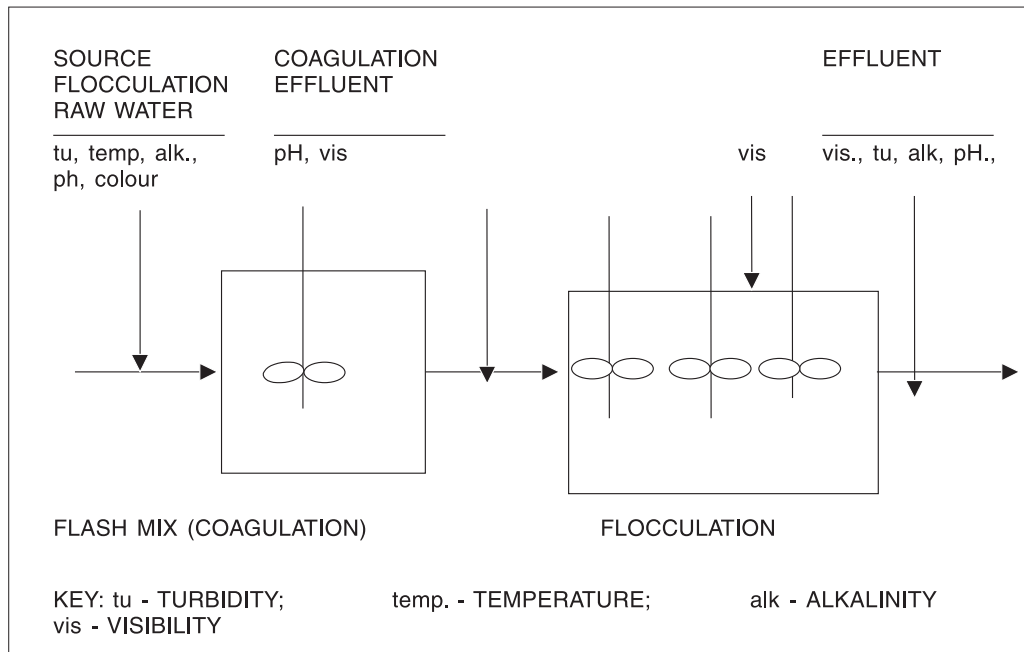 SOURCE
FLOCCULATION
RAW WATER
COAGULATION
EFFLUENT
EFFLUENT
tu, temp, alk.,
ph, colour
pH, vis
vis
vis., tu, alk, pH.,
FLASH MIX (COAGULATION)
FLOCCULATION
KEY: tu - TURBIDITY; temp. - TEMPERATURE; alk - ALKALINITY
vis - VISIBILITY